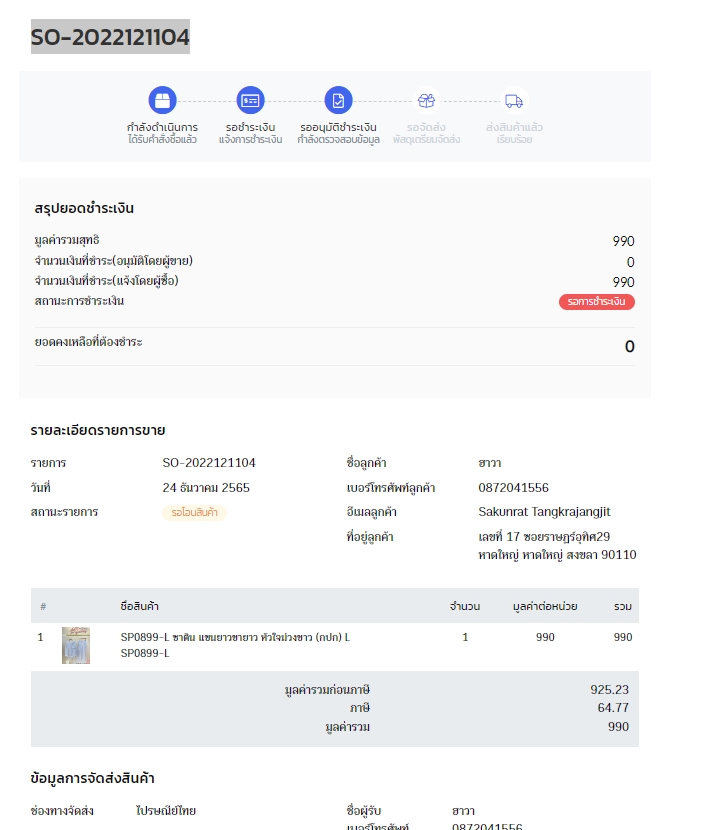 SO-2022121104
กำลังดำเนินการ
ได้รับคำสั่งซื้อแล้ว
รอชำระเงิน
แจ้งการชำระเงิน
รออนุมัติชำระเงิน
กำลังตรวจสอบข้อมูล
รอจัดส่ง
พัสดุเตรียมจัดส่ง
ส่งสินค้าแล้ว
เรียบร้อย
สรุปยอดชำระเงิน
มูลค่ารวมสุทธิ 990
จำนวนเงินที่ชำระ(อนุมัติโดยผู้ขาย) 0
จำนวนเงินที่ชำระ(แจ้งโดยผู้ซื้อ) 990
สถานะการชำระเงิน รอการชำระเงิน
ยอดคงเหลือที่ต้องชำระ 0
รายละเอียดรายการขาย
รายการ SO-2022121104 ชื่อลูกค้า ฮาวา
วันที่ 24 ธันวาคม 2565 เบอร์โทรศัพท์ลูกค้า 0872041556
สถานะรายการ รอโอนสินค้า อีเมลลูกค้า Sakunrat Tangkrajangjit
ที่อยู่ลูกค้า เลขที่ 17 ซอยราษฎร์อุทิศ29
หาดใหญ่ หาดใหญ่ สงขลา 90110
# ชื่อสินค้า จำนวน มูลค่าต่อหน่วย รวม
1 SP0899-L ซาติน แขนยาวขายาว หัวใจม่วงขาว (กปก) L 1 990 990
SP0899-L
มูลค่ารวมก่อนภาษี 925.23
ภาษี 64.77
มูลค่ารวม 990
ข้อมูลการจัดส่งสินค้า
ช่องทางจัดส่ง ไปรษณีย์ไทย ชื่อผู้รับ ฮาวา
เบอร์โทรศัพท์ 0872041556